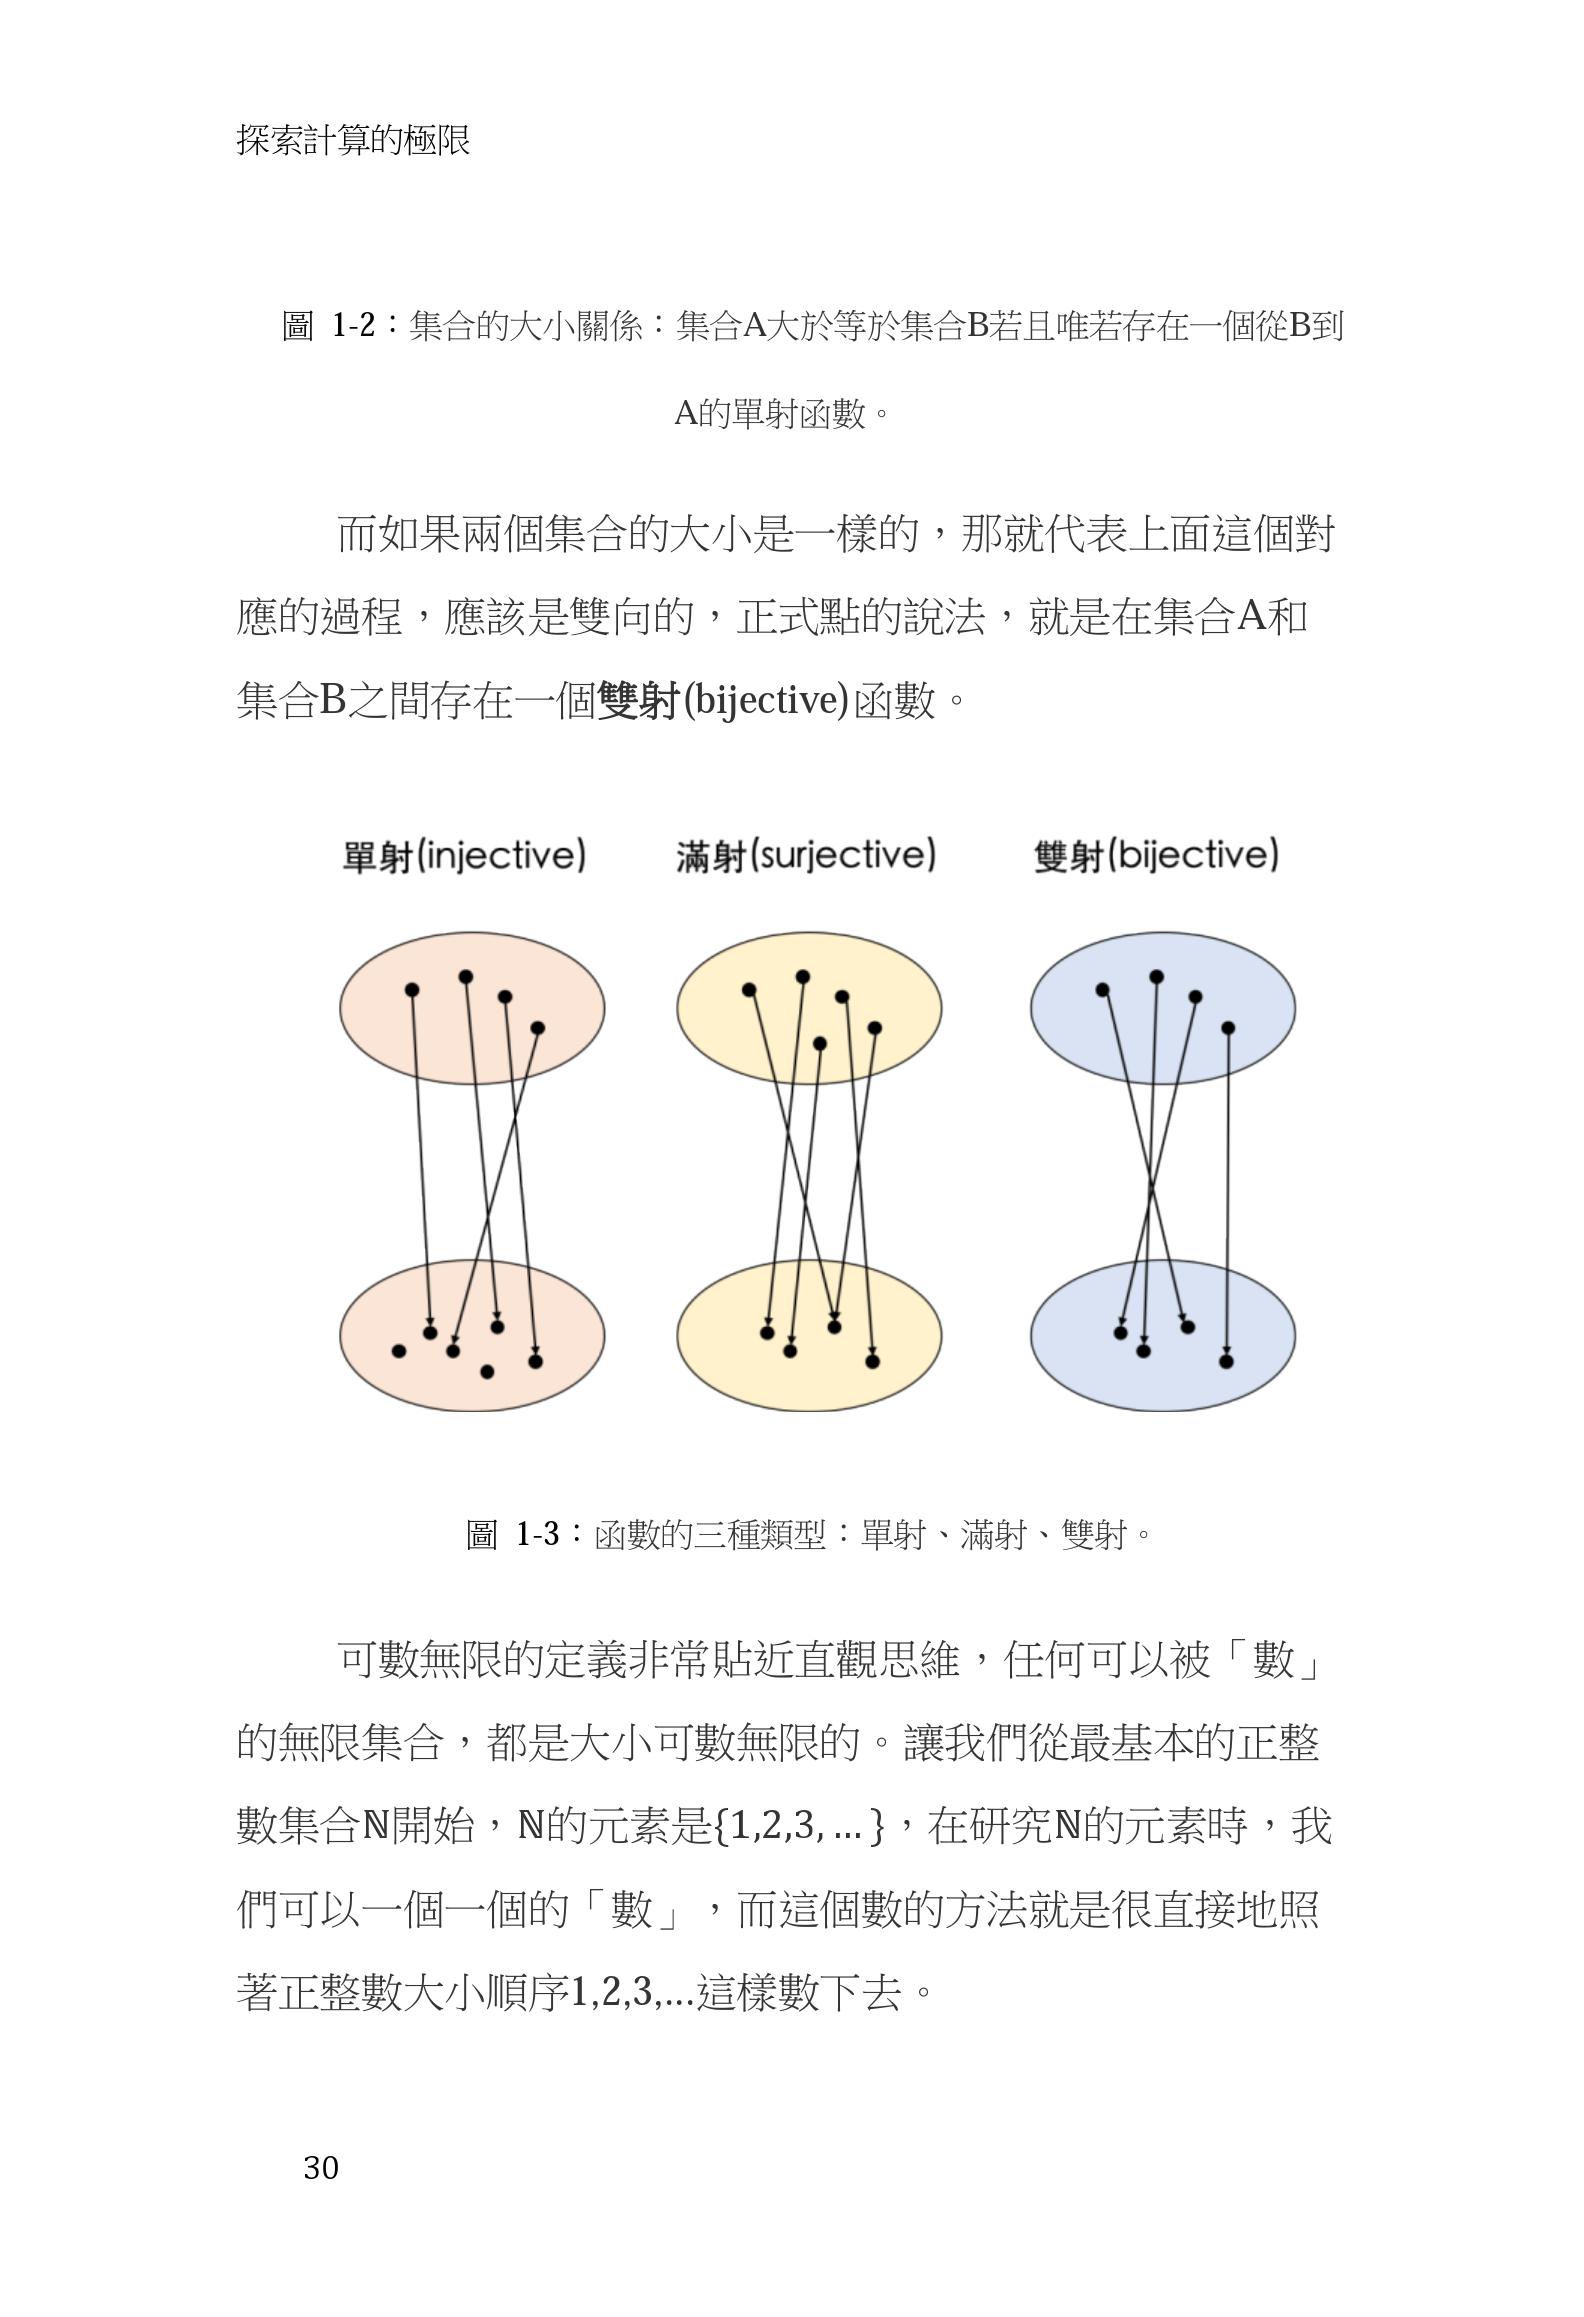 探索計算的極限
圖 1-2：集合的大小關係：集合A大於等於集合B若且唯若存在一個從B到
A的單射函數。
而如果兩個集合的大小是一樣的，那就代表上面這個對
應的過程，應該是雙向的，正式點的說法，就是在集合A和
集合B之間存在一個雙射(bijective)函數。
單射(injective) 滿射(surjective) 雙射(bijective)
圖 1-3：函數的三種類型：單射、滿射、雙射。
可數無限的定義非常貼近直觀思維，任何可以被「數」
的無限集合，都是大小可數無限的。讓我們從最基本的正整
數集合ℕ開始，ℕ的元素是{1,2,3, … }，在研究ℕ的元素時，我
們可以一個一個的「數」，而這個數的方法就是很直接地照
著正整數大小順序1,2,3,…這樣數下去。
30